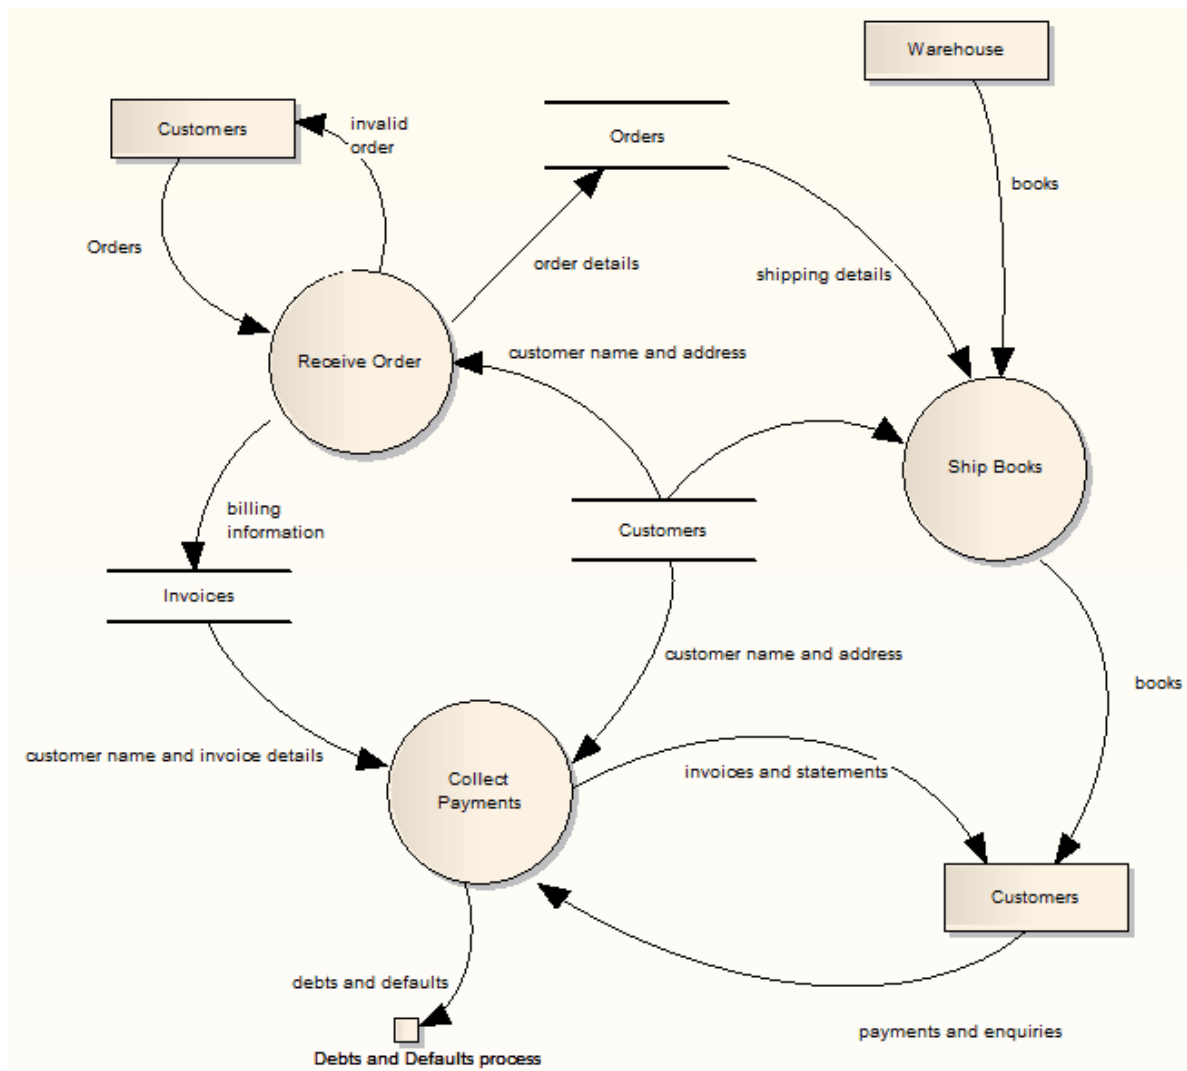 Warehouse
Customers
invalid
order
Orders
books
Orders
order details
shipping details
customer name and address
Receive Order
Ship Books
billing
information
Customers
Invoices
customer name and address
books
customer name and invoice details
invoices and statements
Collect
Payments
Customers
debts and defaults
payments and enquiries
Debts and Defaults process